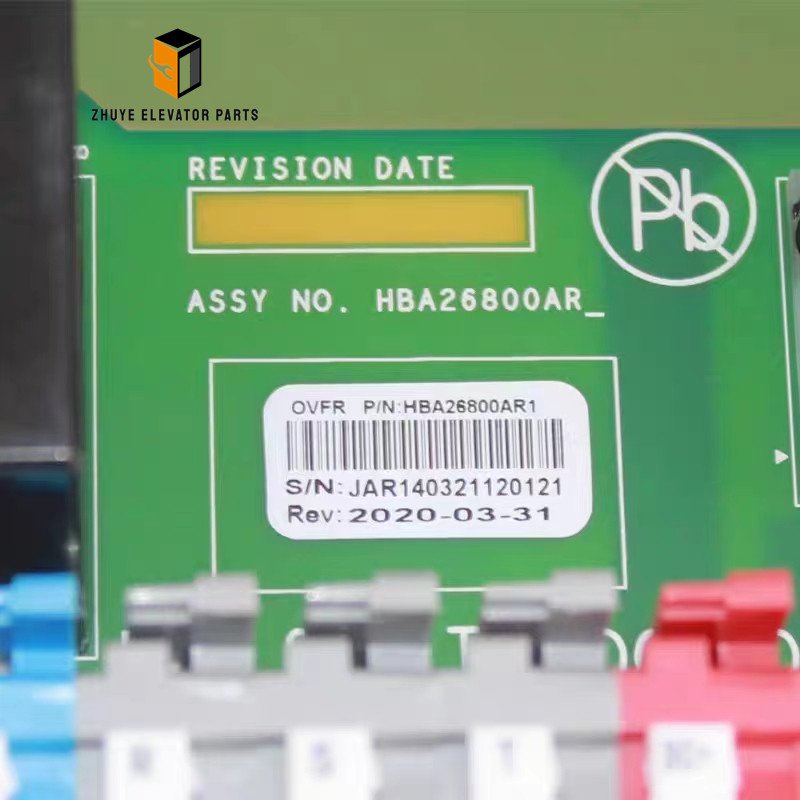 ZHUYE ELEVATOR PARTS
REVISION DATE
Pb
ASSY NO. HBA26800AR_
OVFR P/N:HBA26800AR1
S/N: JAR140321120121
Rev: 2020-03-31
R S T